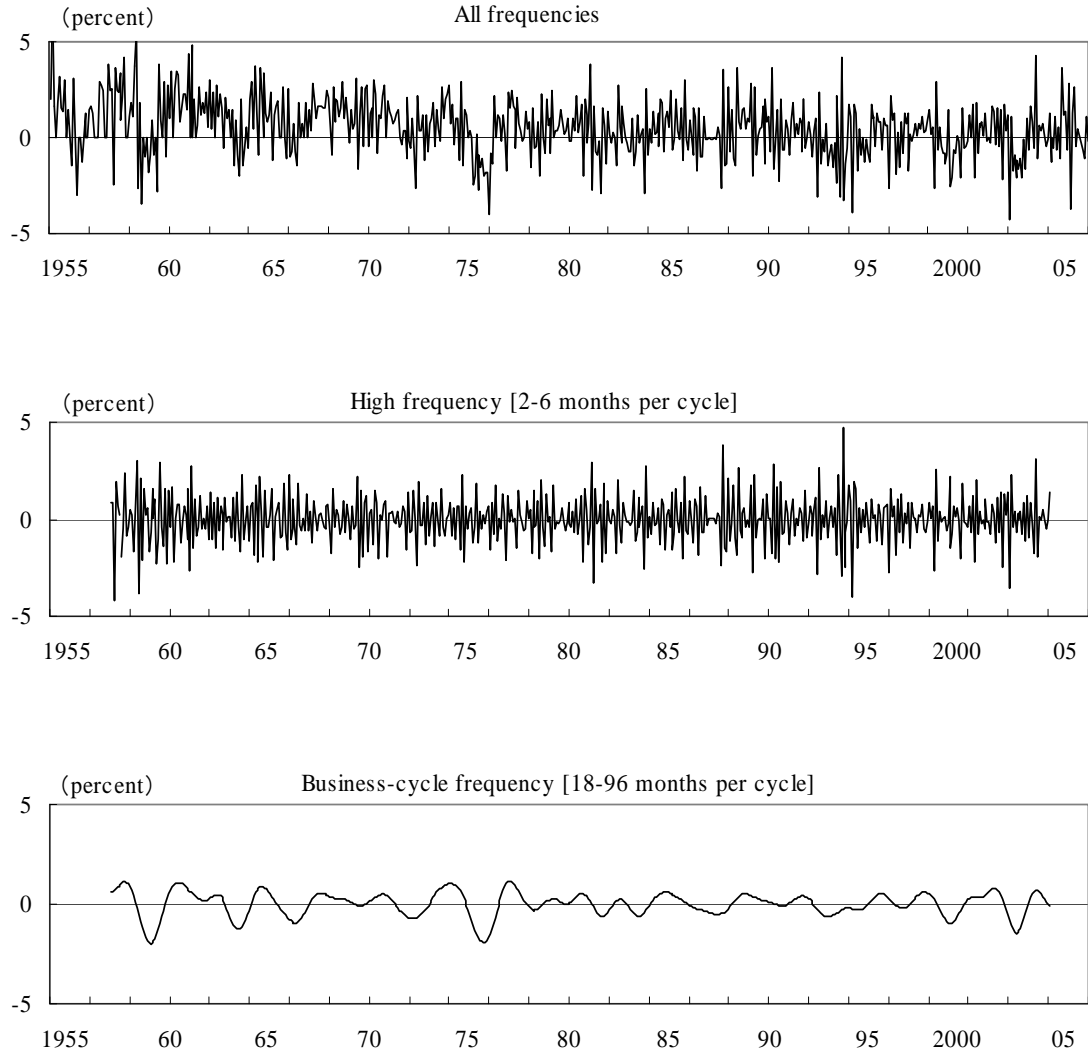 (percent) All frequencies
5
0
-5
1955 60 65 70 75 80 85 90 95 2000 05
(percent) High frequency [2-6 months per cycle]
5
0
-5
1955 60 65 70 75 80 85 90 95 2000 05
(percent) Business-cycle frequency [18-96 months per cycle]
5
0
-5
1955 60 65 70 75 80 85 90 95 2000 05